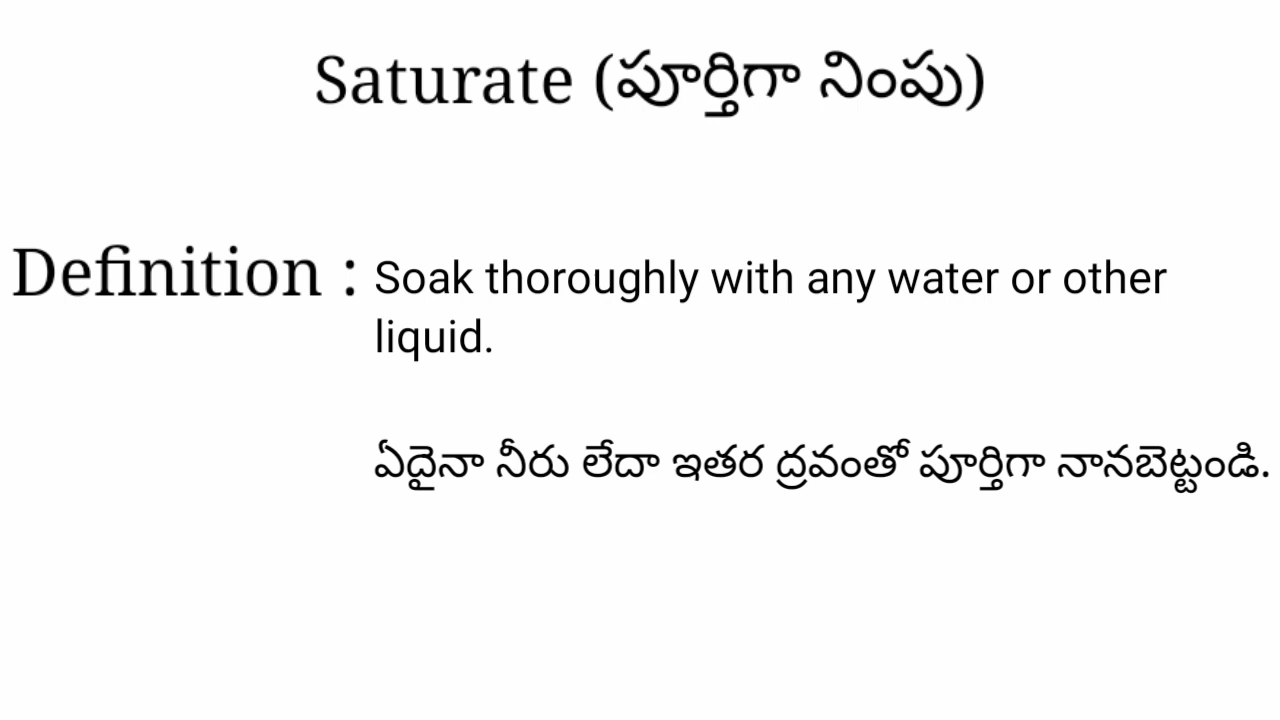 Saturate (పూర్తిగా నింపు)
Definition : Soak thoroughly with any water or other
liquid.
ఏదైనా నీరు లేదా ఇతర ద్రవంతో పూర్తిగా నానబెట్టండి.